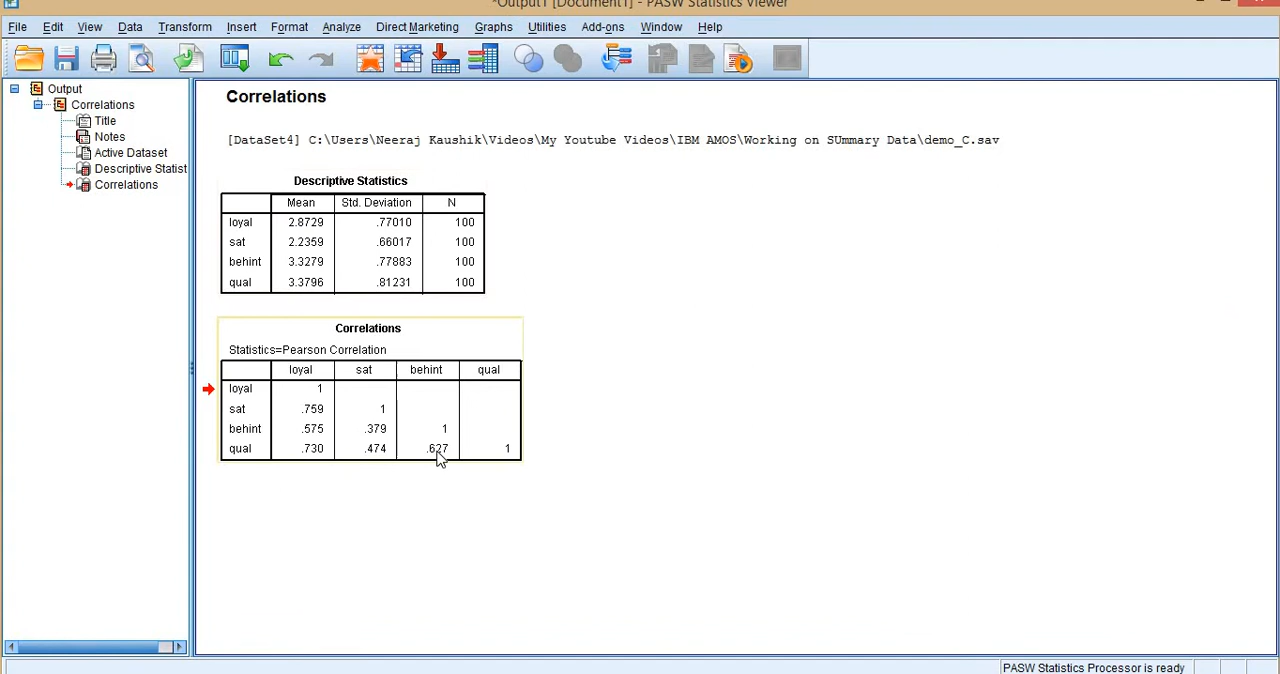 *Output1 [Document1] - PASW Statistics Viewer
File Edit View Data Transform Insert Format Analyze Direct Marketing Graphs Utilities Add-ons Window Help
Output
Correlations
Title
Notes
Active Dataset
Descriptive Statist
Correlations
Correlations
[DataSet4] C:\Users\Neeraj Kaushik\Videos\My Youtube Videos\IBM AMOS\Working on SUmmary Data\demo_C.sav
Descriptive Statistics
Mean Std. Deviation N
loyal 2.8729 .77010 100
sat 2.2359 .66017 100
behint 3.3279 .77883 100
qual 3.3796 .81231 100
Correlations
Statistics=Pearson Correlation
loyal sat behint qual
loyal 1
sat .759 1
behint .575 .379 1
qual .730 .474 .627 1
PASW Statistics Processor is ready